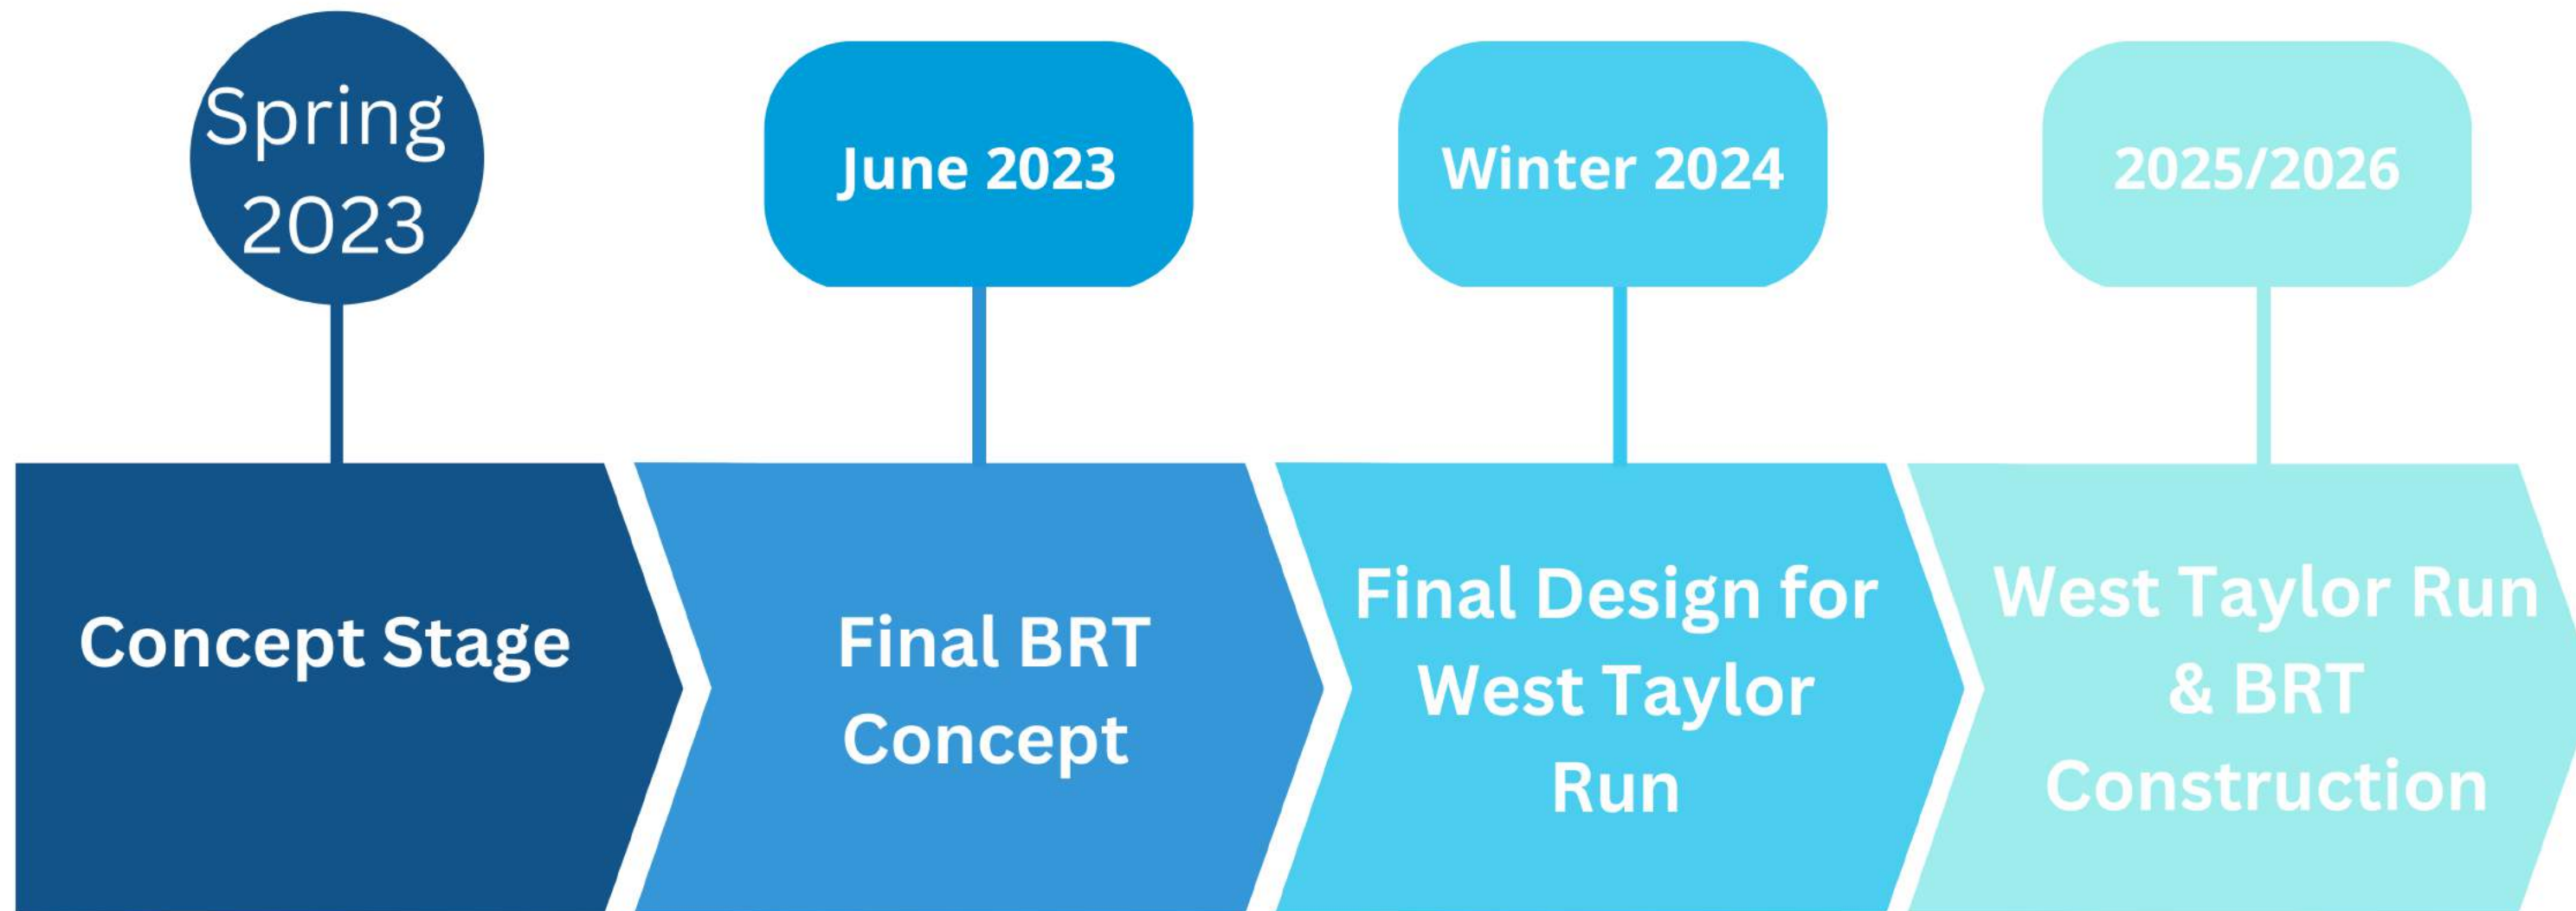 Spring
2023
June 2023
Winter 2024
2025/2026
Concept Stage
Final BRT
Concept
Final Design for
West Taylor
Run
West Taylor Run
& BRT
Construction